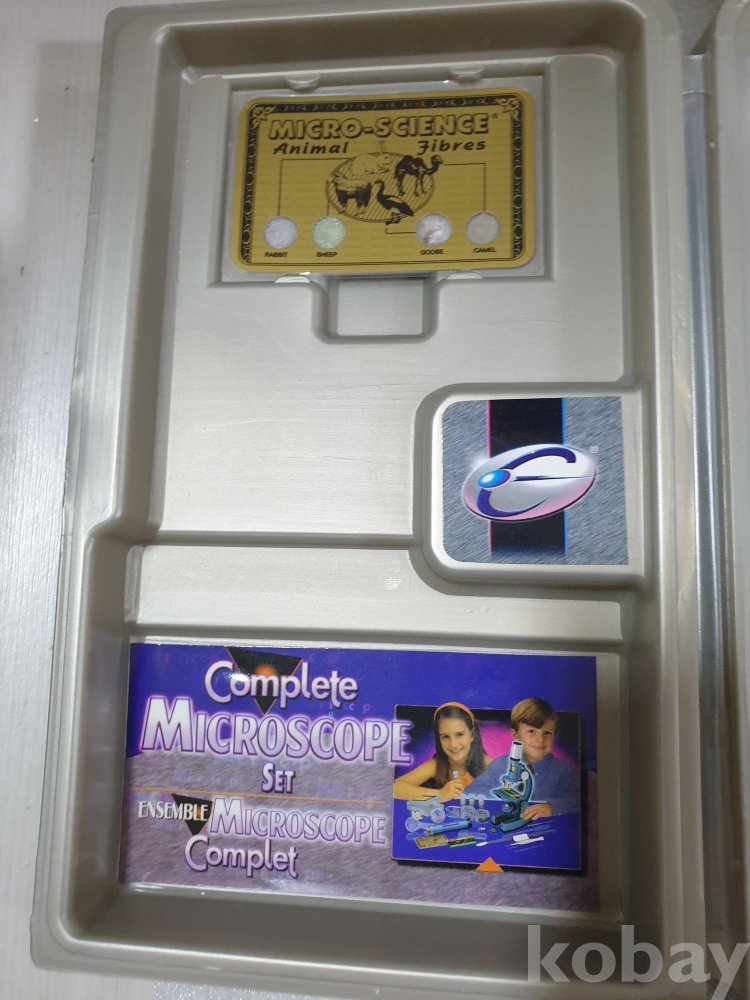 MICRO-SCIENCE®
Animal Fibres
RABBIT SHEEP GOOSE CAMEL
®
Complete
MICROSCOPE
SET
ENSEMBLE MICROSCOPE
Complet
kobay